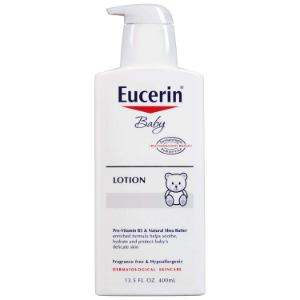 Eucerin®
Baby
LOTION
Pro-Vitamin B5 & Natural Shea Butter
enriched formula helps soothe,
hydrate and protect baby's
delicate skin
Fragrance free & Hypoallergenic
DERMATOLOGICAL SKINCARE
13.5 FL. OZ 400ml